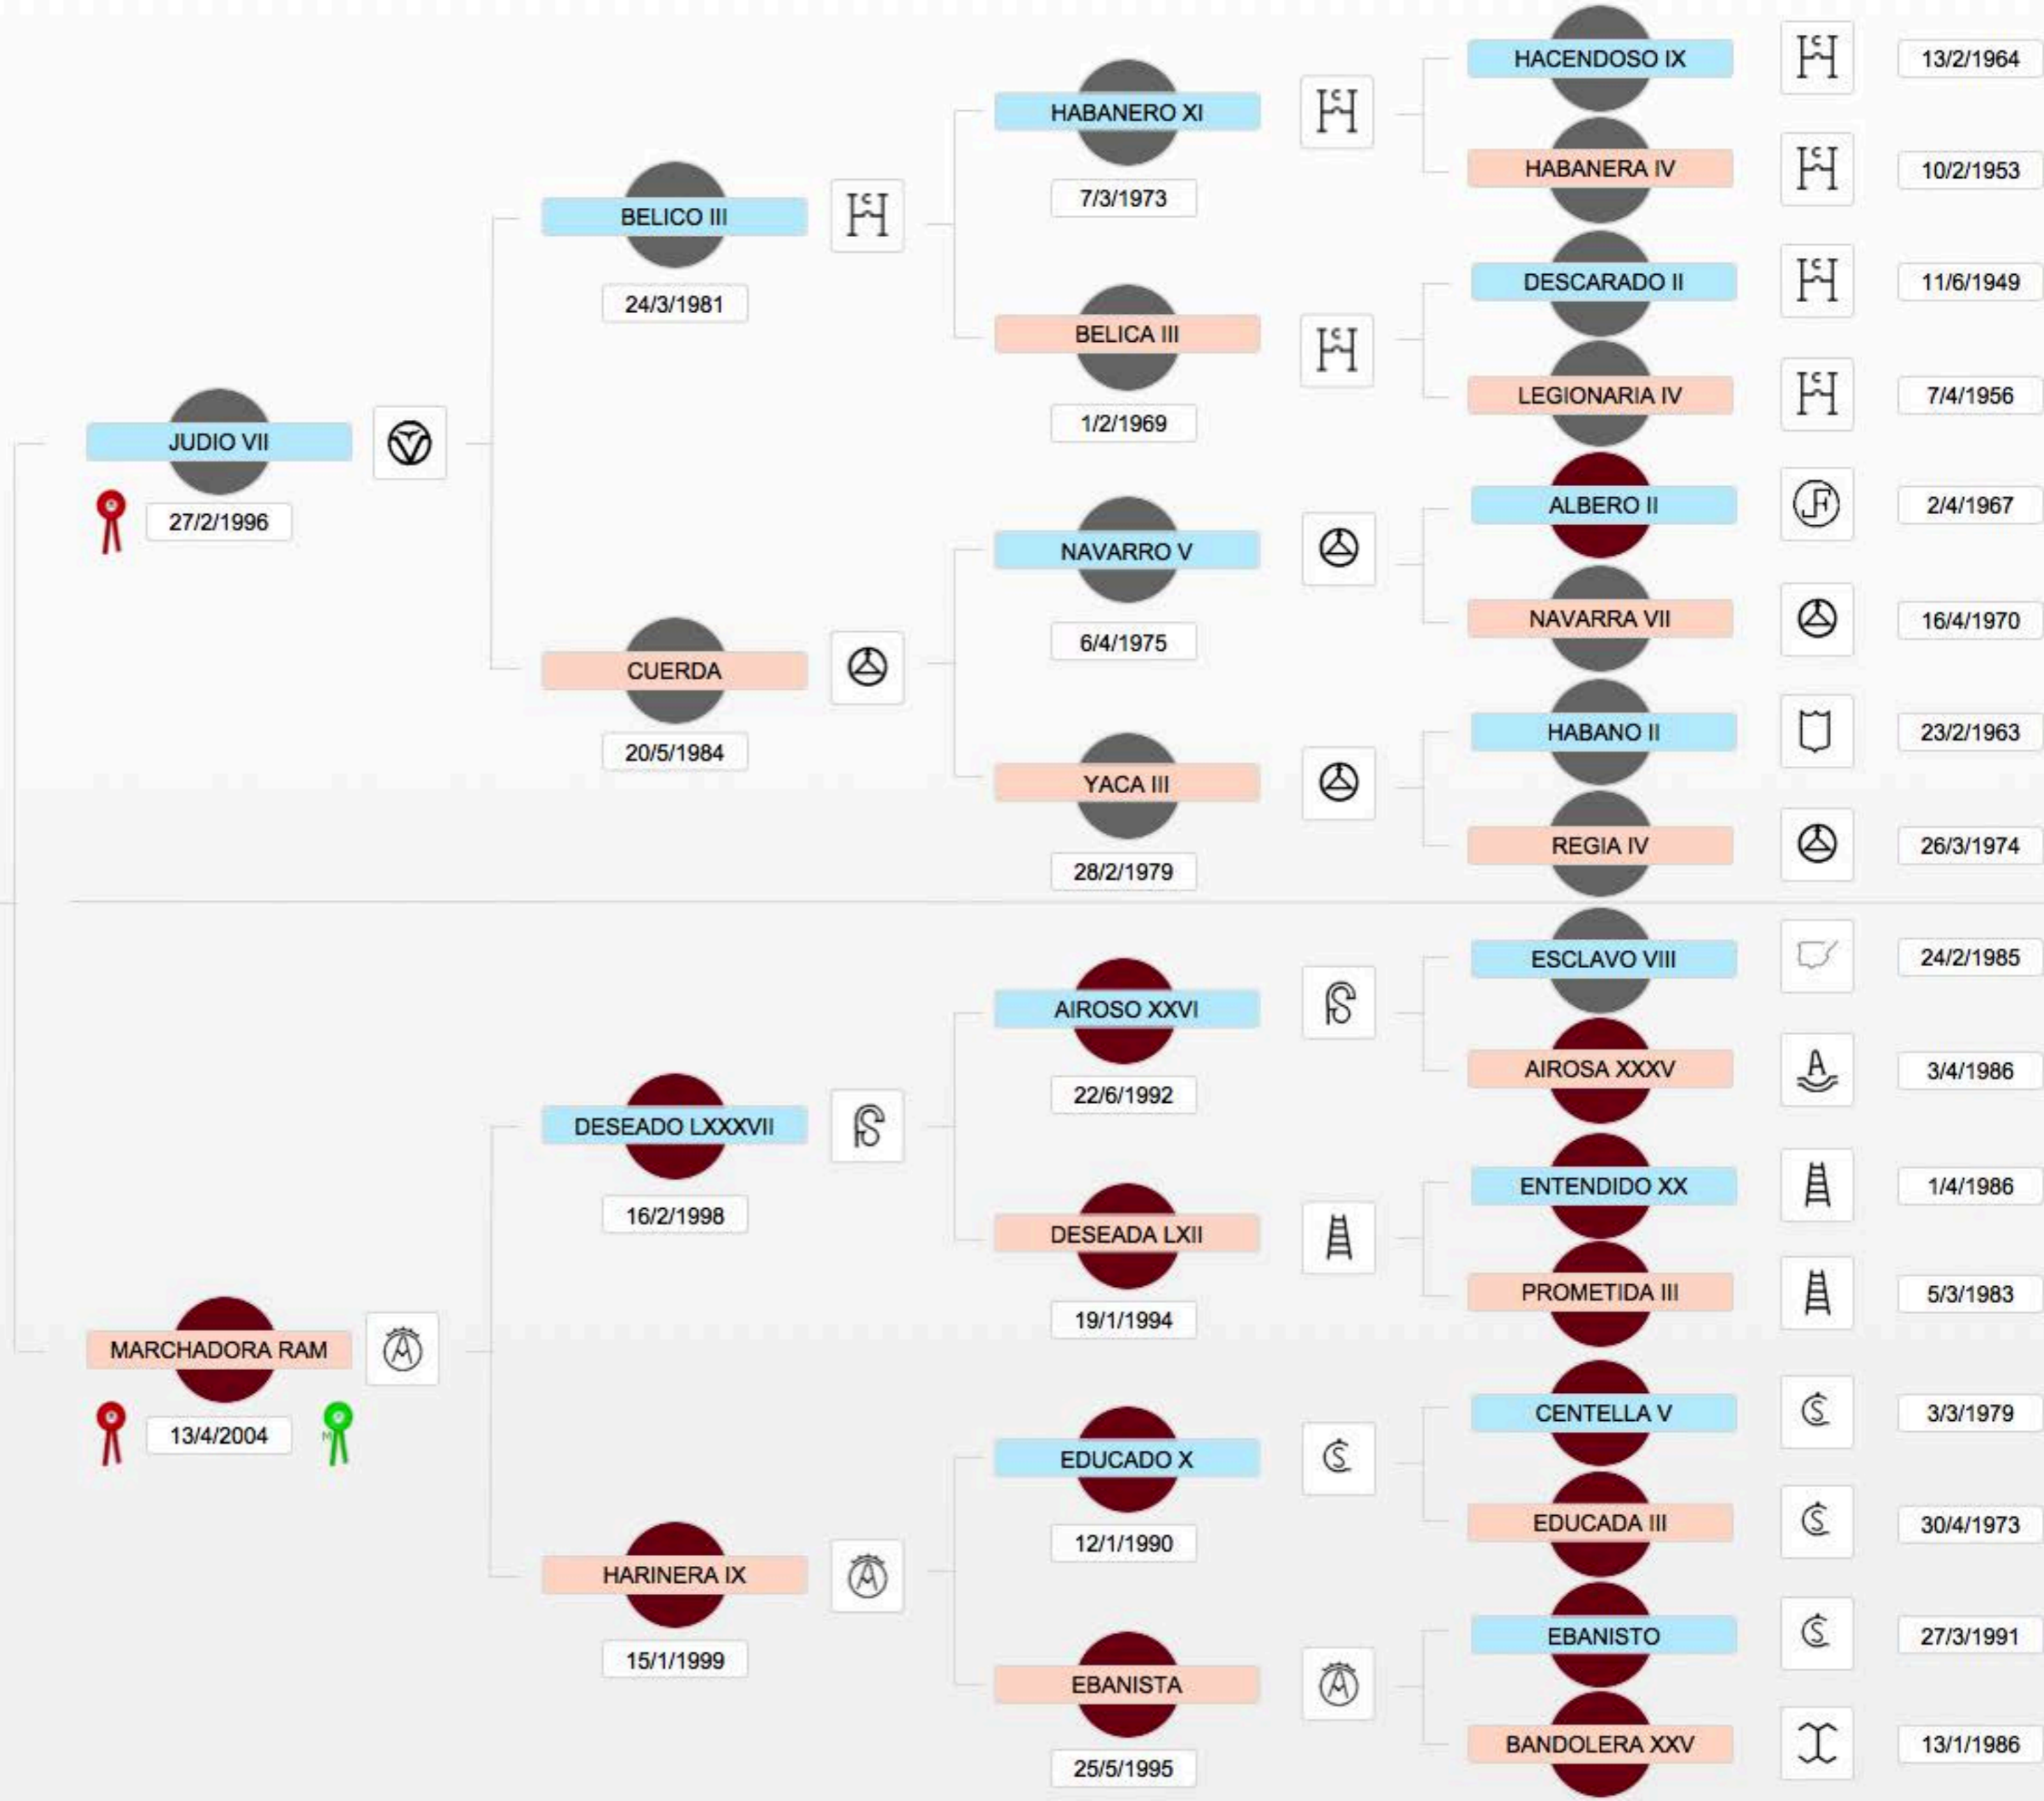 JUDIO VII
27/2/1996
BELICO III
24/3/1981
HABANERO XI
7/3/1973
HACENDOSO IX
13/2/1964
HABANERA IV
10/2/1953
BELICA III
1/2/1969
DESCARADO II
11/6/1949
LEGIONARIA IV
7/4/1956
CUERDA
20/5/1984
NAVARRO V
6/4/1975
ALBERO II
2/4/1967
NAVARRA VII
16/4/1970
YACA III
28/2/1979
HABANO II
23/2/1963
REGIA IV
26/3/1974
MARCHADORA RAM
13/4/2004
M
DESEADO LXXXVII
16/2/1998
AIROSO XXVI
22/6/1992
ESCLAVO VIII
24/2/1985
AIROSA XXXV
A
3/4/1986
DESEADA LXII
19/1/1994
ENTENDIDO XX
1/4/1986
PROMETIDA III
5/3/1983
HARINERA IX
15/1/1999
EDUCADO X
12/1/1990
CENTELLA V
3/3/1979
EDUCADA III
30/4/1973
EBANISTA
25/5/1995
EBANISTO
27/3/1991
BANDOLERA XXV
13/1/1986